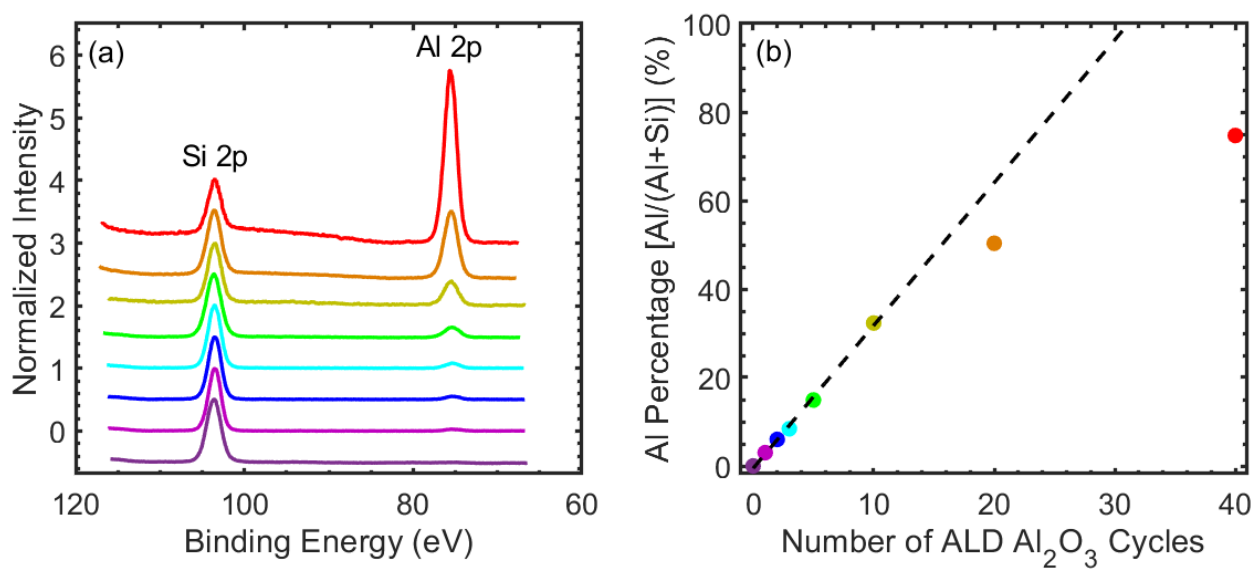 (a)
Si 2p
Al 2p
Normalized Intensity
6
5
4
3
2
1
0
120
100
80
60
Binding Energy (eV)
(b)
Al Percentage [Al/(Al+Si)] (%)
100
80
60
40
20
0
0
10
20
30
40
Number of ALD Al₂O₃ Cycles